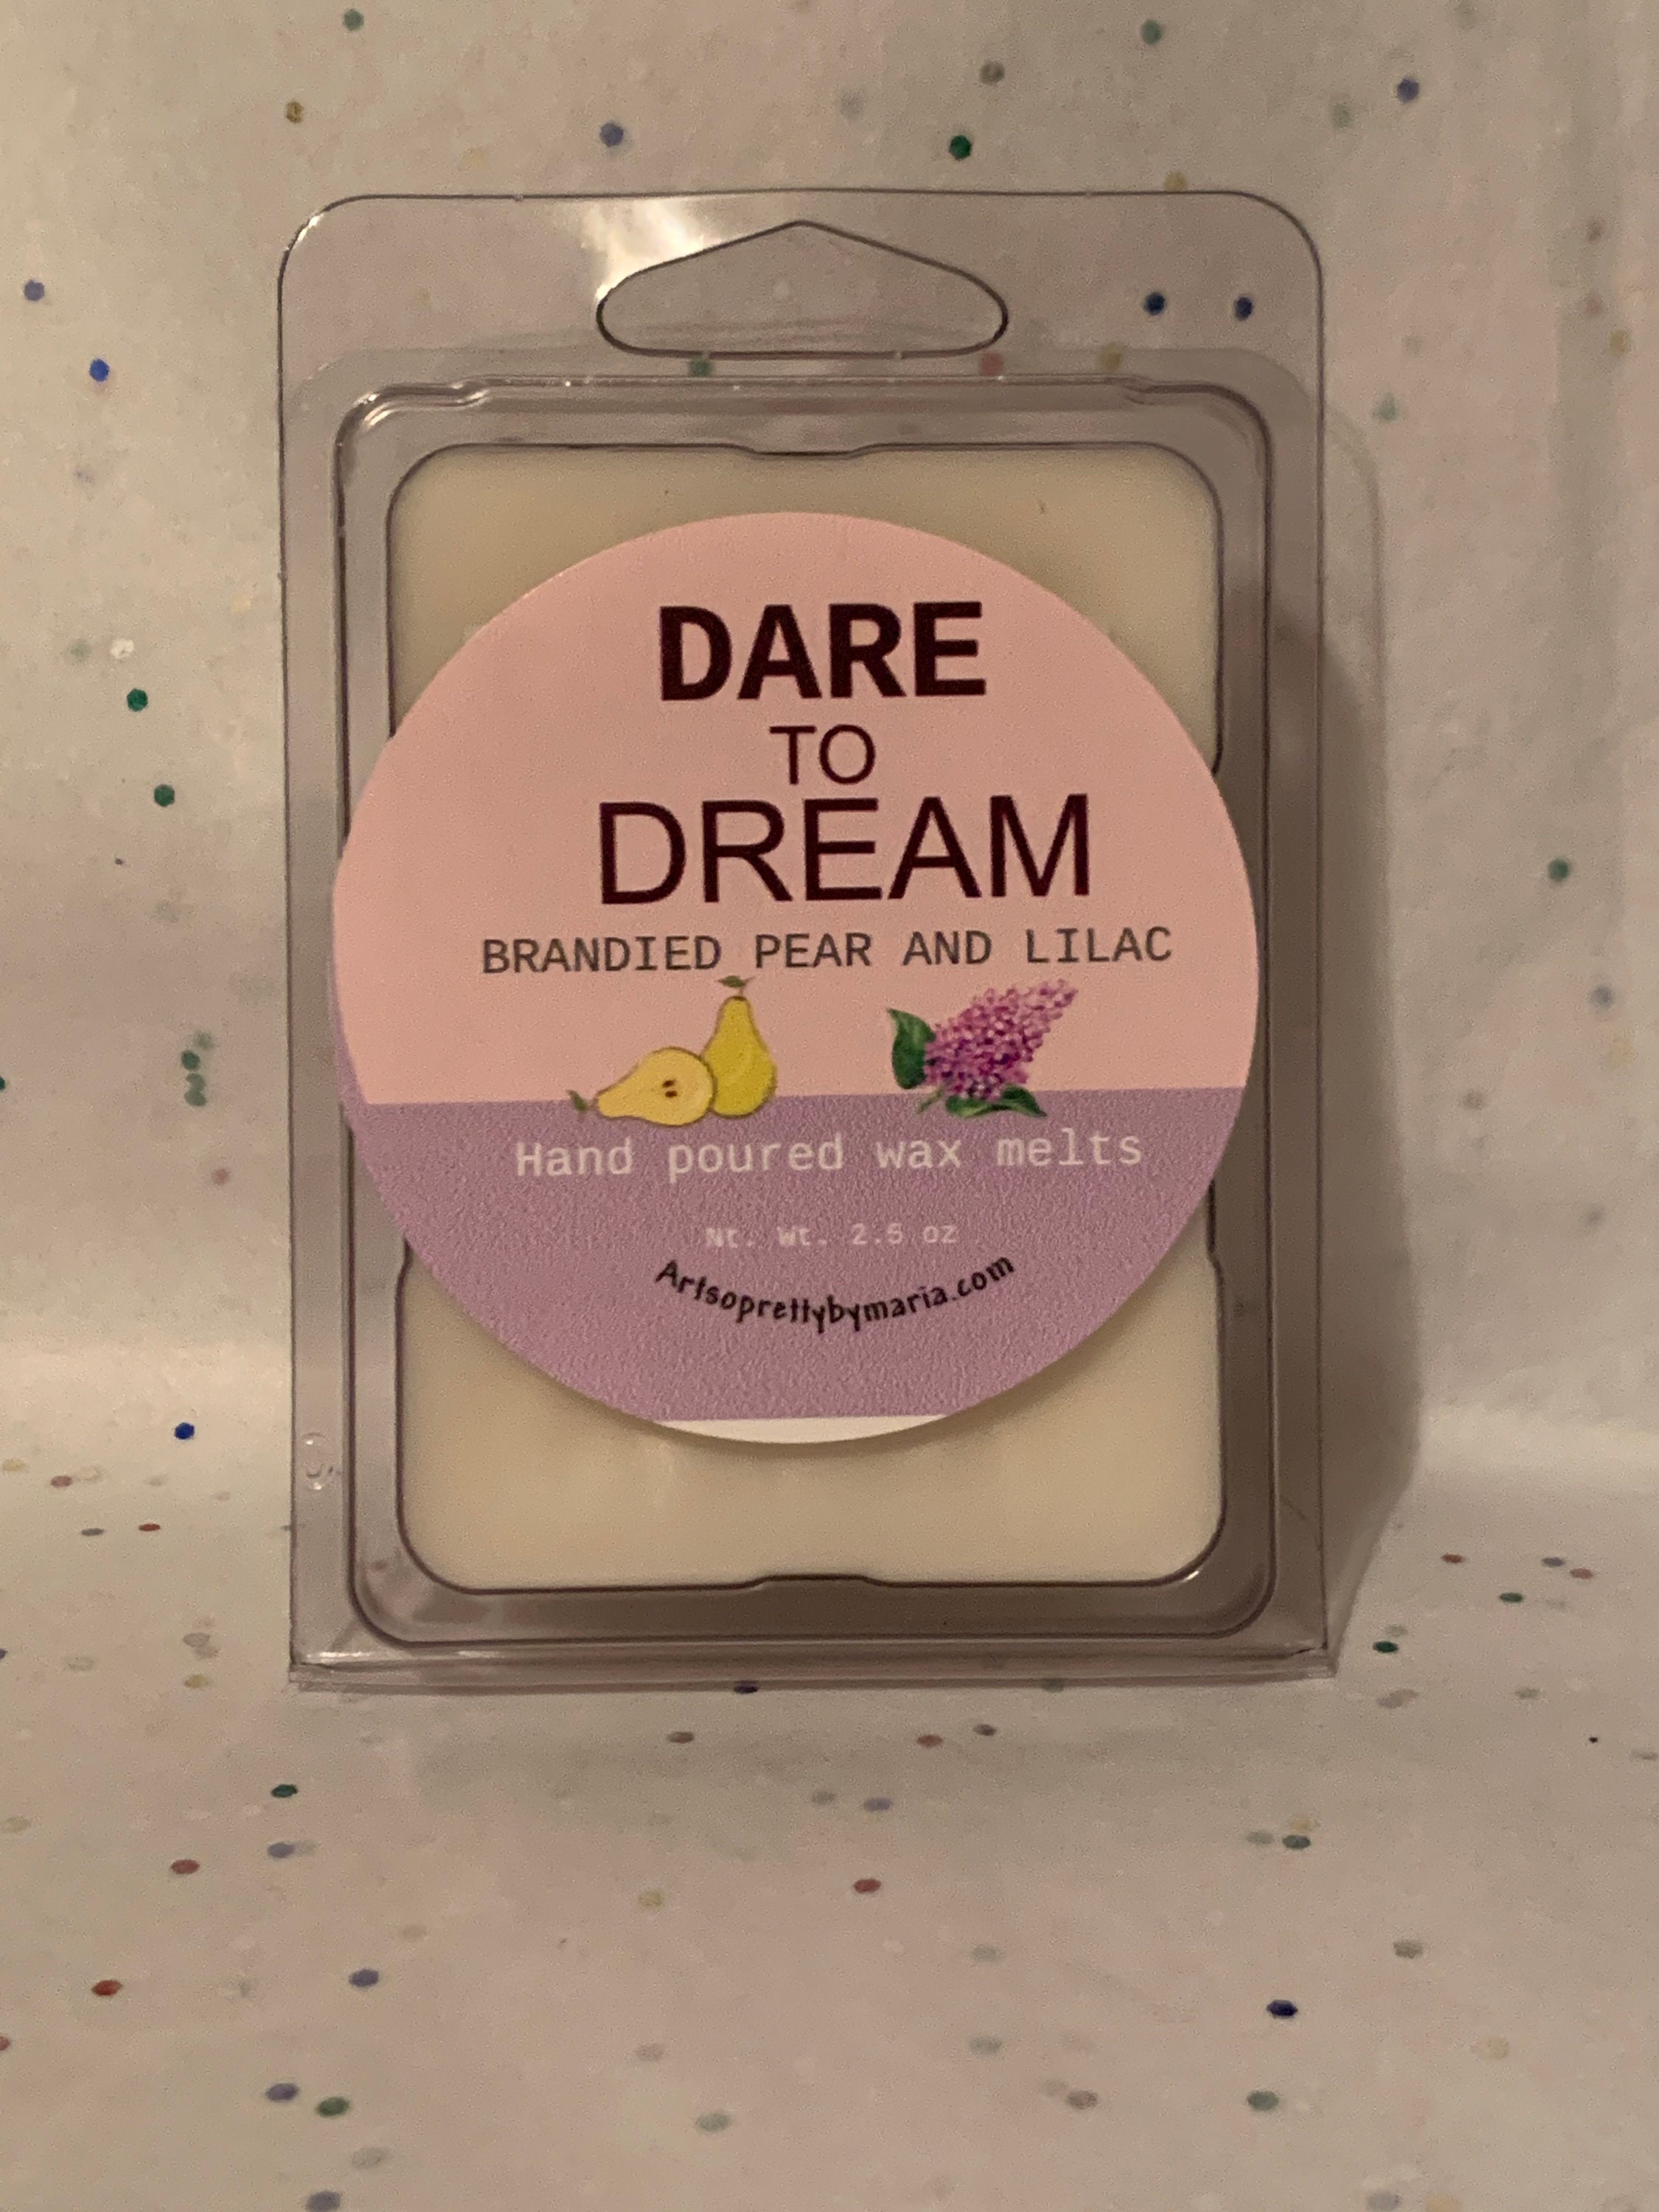 DARE
TO
DREAM
BRANDIED PEAR AND LILAC
Hand poured wax melts
Nt. Wt. 2.5 oz
Artsoprettybymaria.com